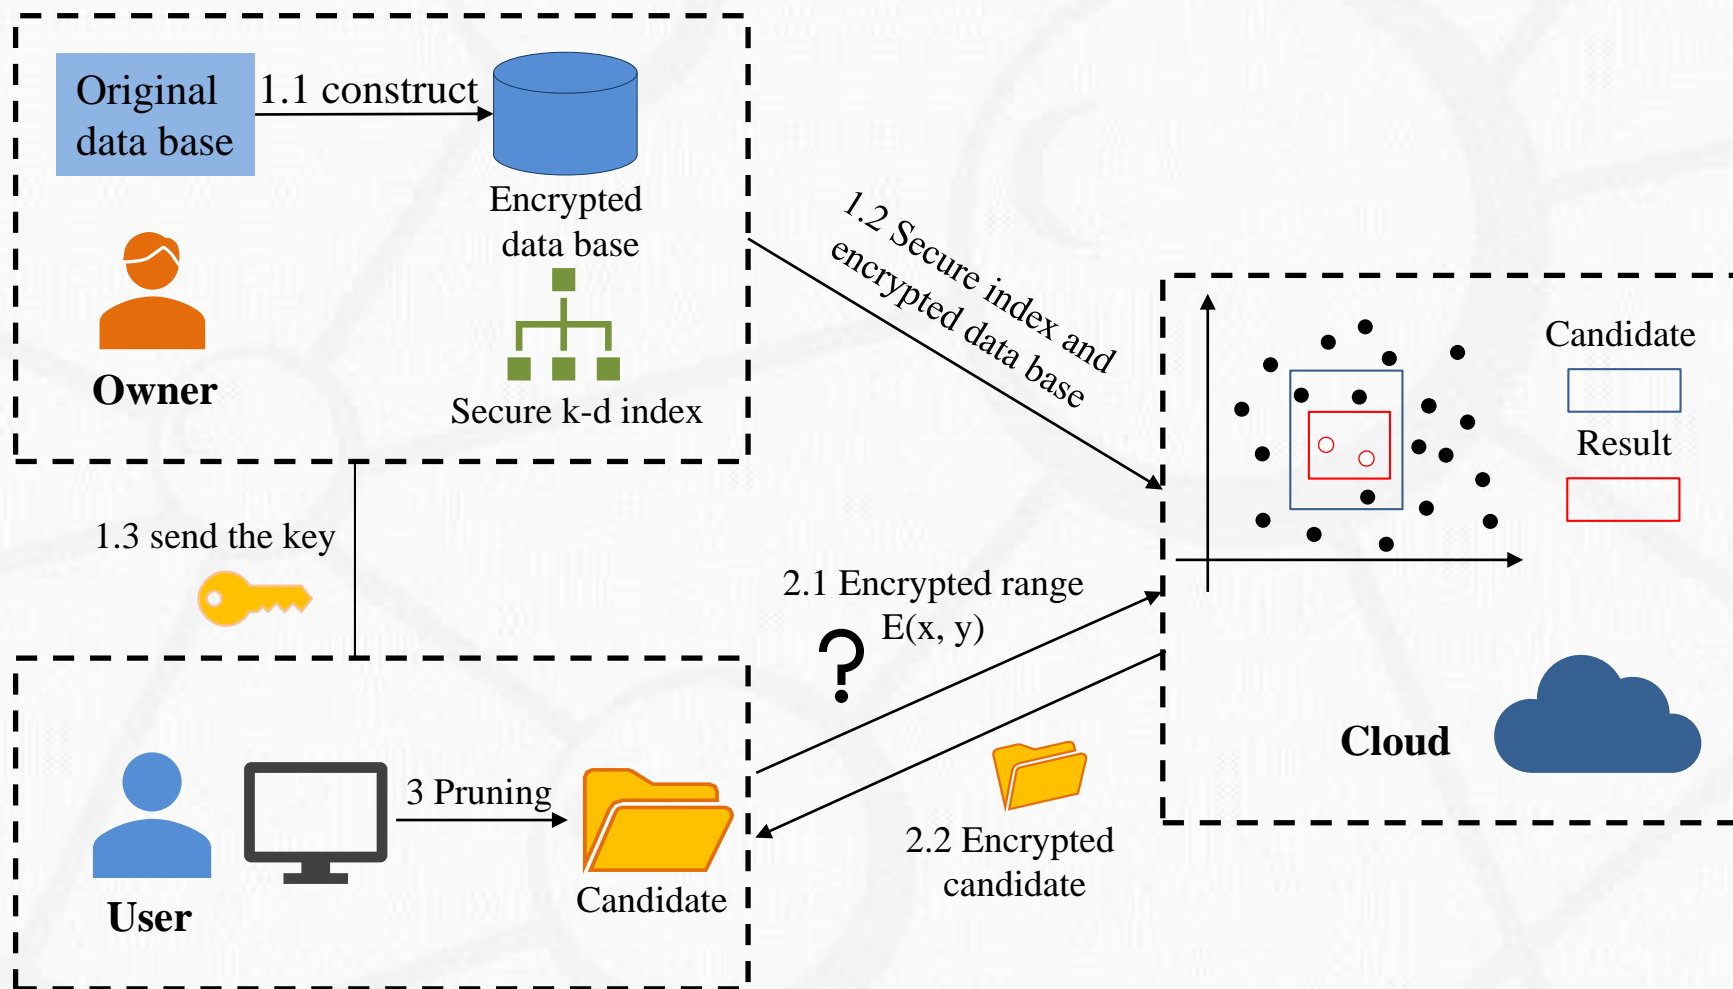 Original
data base
1.1 construct
Encrypted
data base
Owner
Secure k-d index
1.2 Secure index and
encrypted data base
Candidate
Result
1.3 send the key
2.1 Encrypted range
E(x, y)
?
Cloud
3 Pruning
2.2 Encrypted
candidate
Candidate
User